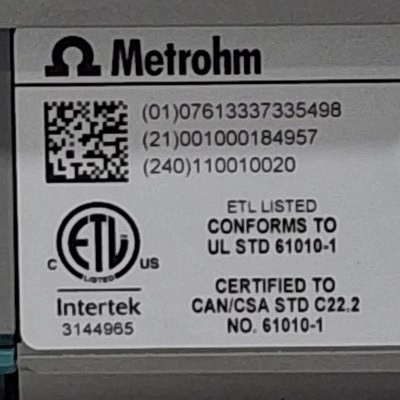 Metrohm
(01)07613337335498
(21)001000184957
(240)110010020
ETL LISTED
CONFORMS TO
UL STD 61010-1
C ETL US
LISTED
Intertek
3144965
CERTIFIED TO
CAN/CSA STD C22.2
NO. 61010-1